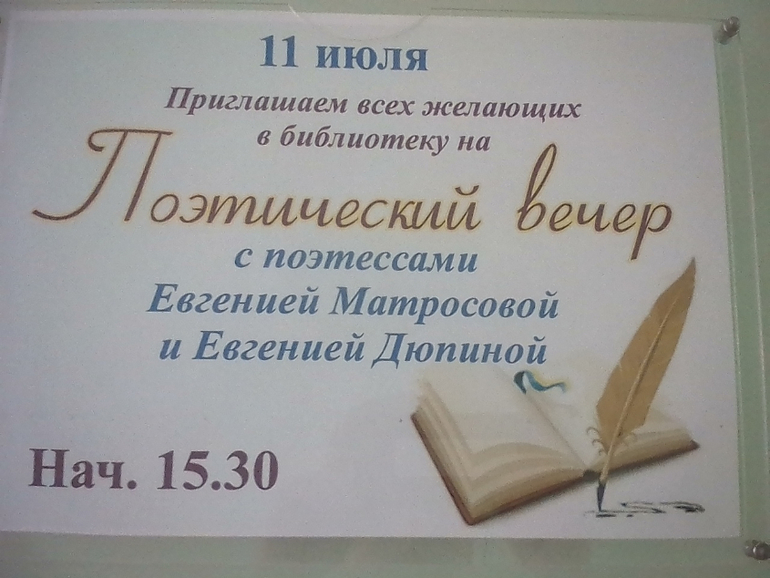 11 июля
Приглашаем всех желающих
в библиотеку на
Поэтический вечер
с поэтессами
Евгенией Матросовой
и Евгенией Дюпиной
Нач. 15.30